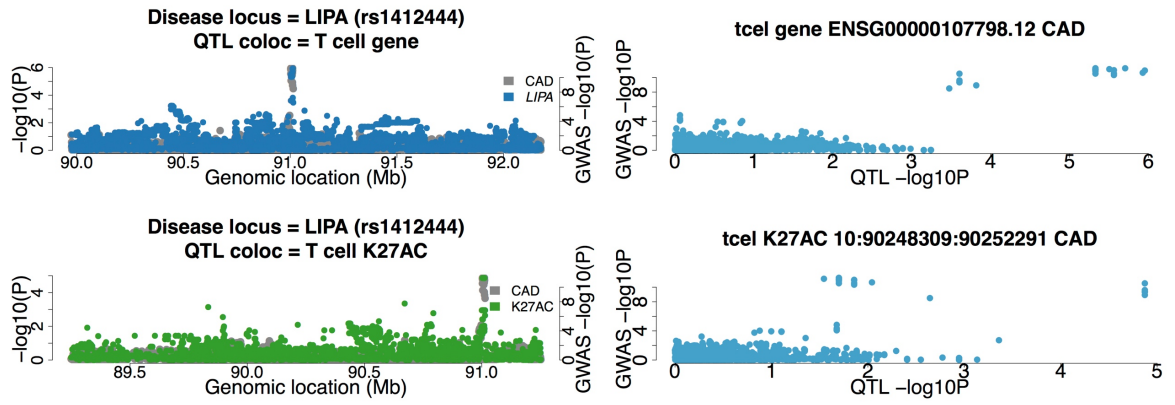 Disease locus = LIPA (rs1412444)
QTL coloc = T cell gene
−log10(P)
6
4
2
0
CAD
LIPA
8
4
0
GWAS −log10(P)
90.0 90.5 91.0 91.5 92.0
Genomic location (Mb)
tcel gene ENSG00000107798.12 CAD
GWAS −log10P
8
4
0
0 1 2 3 4 5 6
QTL −log10P
Disease locus = LIPA (rs1412444)
QTL coloc = T cell K27AC
−log10(P)
4
2
0
CAD
K27AC
8
4
0
GWAS −log10(P)
89.5 90.0 90.5 91.0
Genomic location (Mb)
tcel K27AC 10:90248309:90252291 CAD
GWAS −log10P
8
4
0
0 1 2 3 4 5
QTL −log10P